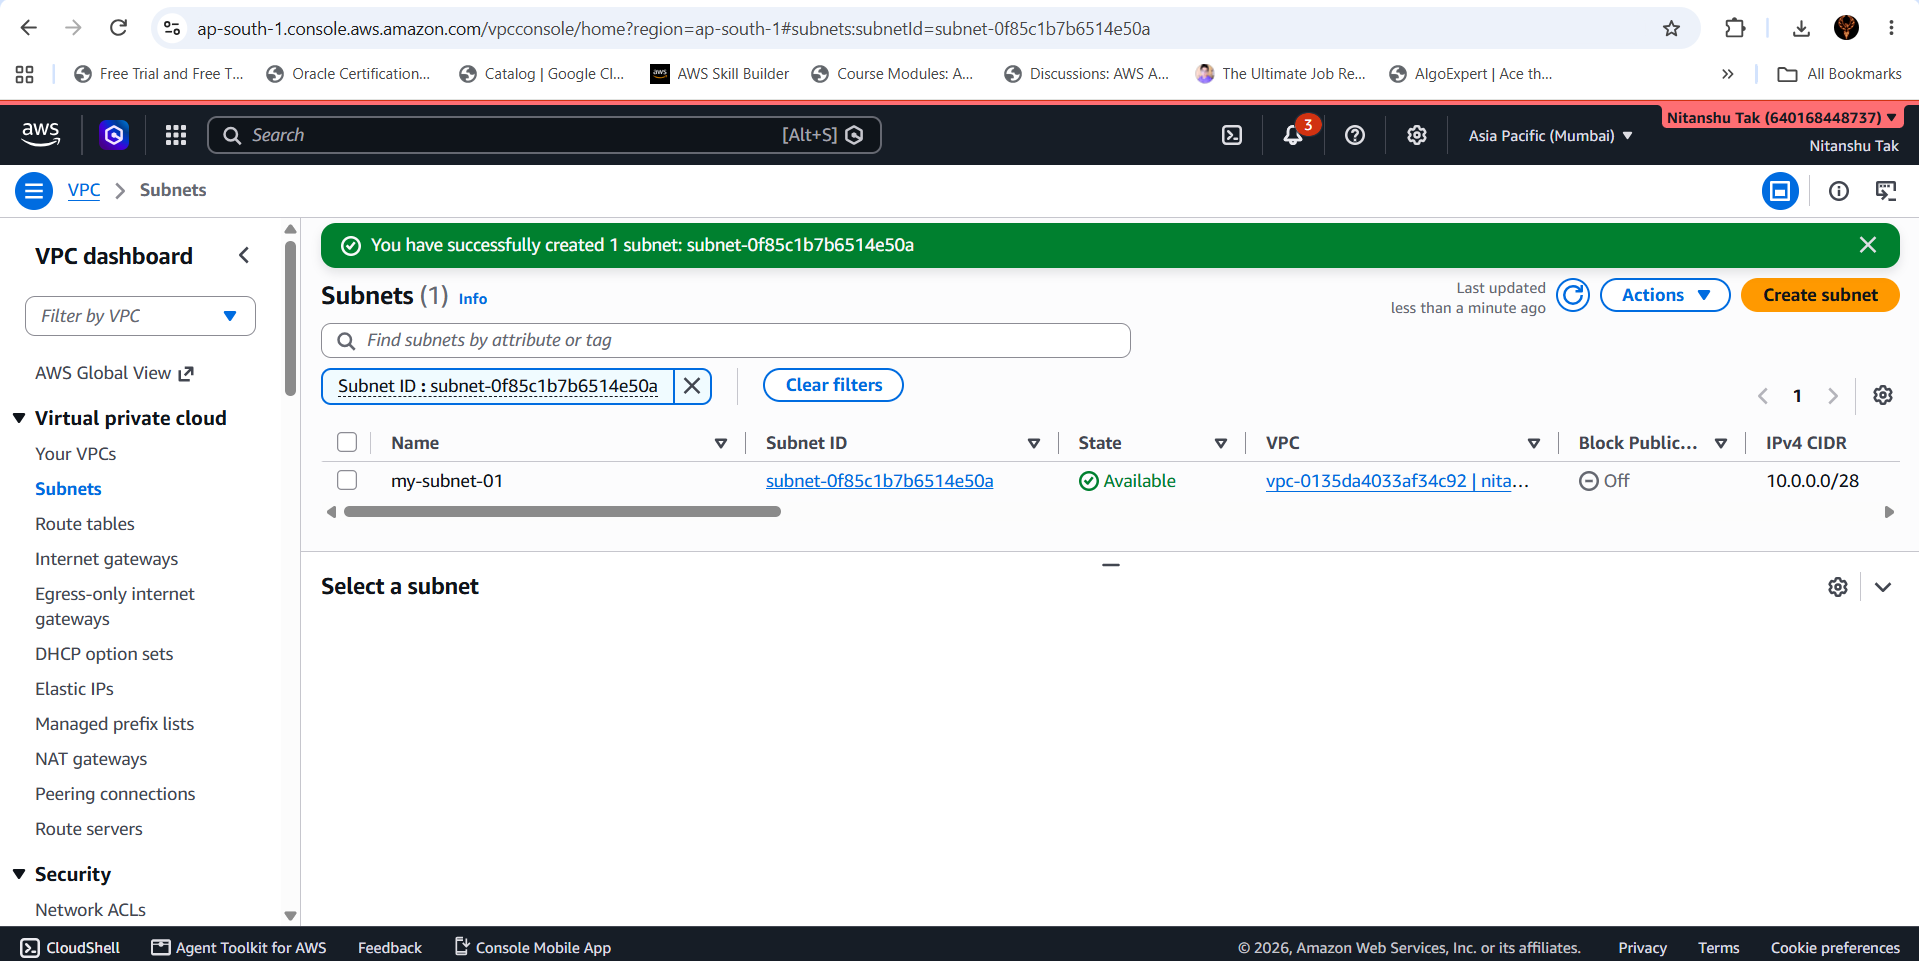 ap-south-1.console.aws.amazon.com/vpcconsole/home?region=ap-south-1#subnets:subnetId=subnet-0f85c1b7b6514e50a
Free Trial and Free T...
Oracle Certification...
Catalog | Google Cl...
aws
AWS Skill Builder
Course Modules: A...
Discussions: AWS A...
The Ultimate Job Re...
AlgoExpert | Ace th...
»
All Bookmarks
aws
Search
[Alt+S]
3
Asia Pacific (Mumbai)
Nitanshu Tak (640168448737)
Nitanshu Tak
VPC
Subnets
VPC dashboard
Filter by VPC
AWS Global View
Virtual private cloud
Your VPCs
Subnets
Route tables
Internet gateways
Egress-only internet
gateways
DHCP option sets
Elastic IPs
Managed prefix lists
NAT gateways
Peering connections
Route servers
Security
Network ACLs
You have successfully created 1 subnet: subnet-0f85c1b7b6514e50a
Subnets (1) Info
Last updated
less than a minute ago
Actions
Create subnet
Find subnets by attribute or tag
Subnet ID : subnet-0f85c1b7b6514e50a
Clear filters
1
Name Subnet ID State VPC Block Public... IPv4 CIDR
my-subnet-01 subnet-0f85c1b7b6514e50a Available vpc-0135da4033af34c92 | nita... Off 10.0.0.0/28
Select a subnet
CloudShell
Agent Toolkit for AWS
Feedback
Console Mobile App
© 2026, Amazon Web Services, Inc. or its affiliates.
Privacy
Terms
Cookie preferences